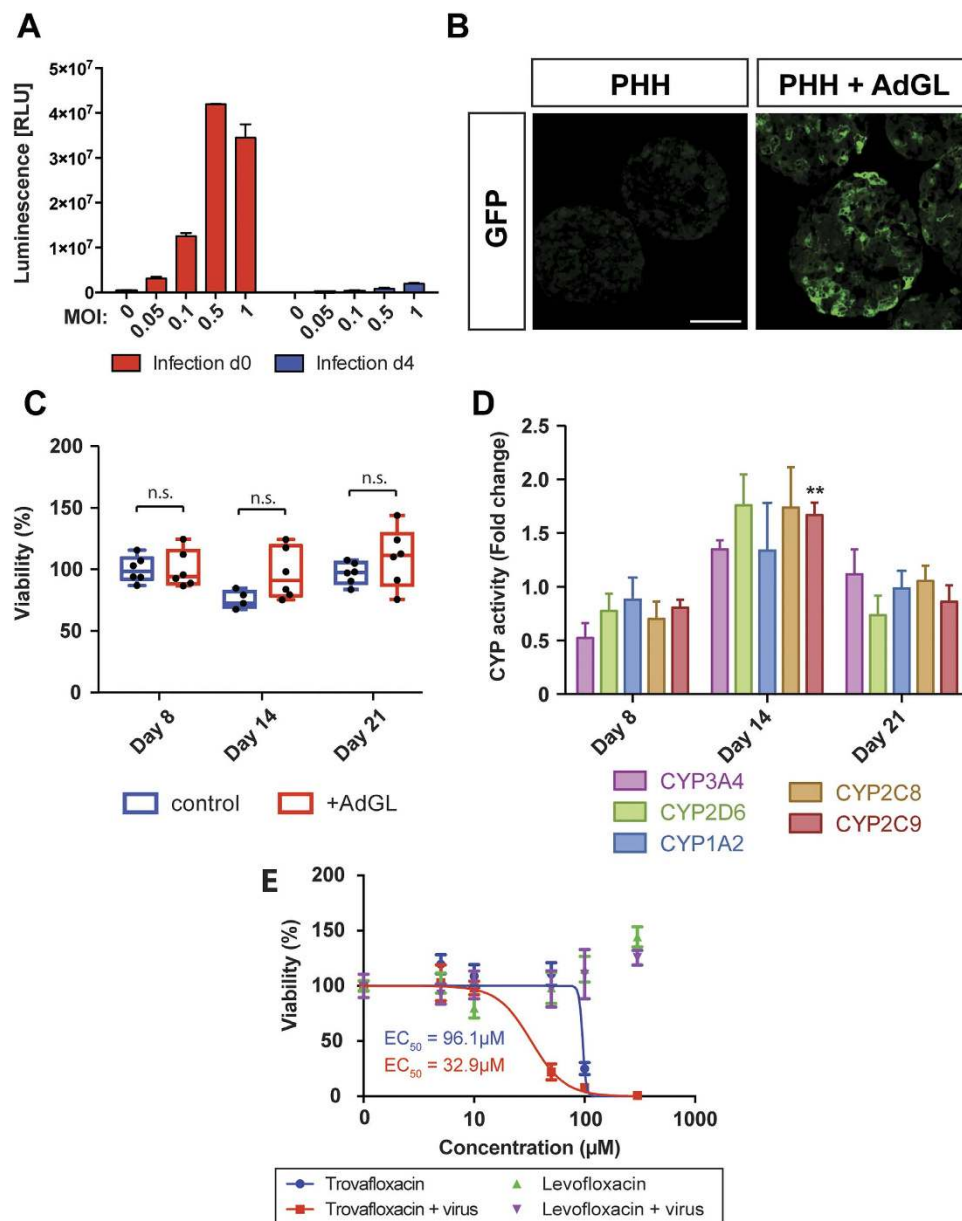 A
Luminescence [RLU]
5×10⁷
4×10⁷
3×10⁷
2×10⁷
1×10⁷
0
MOI: 0 0.05 0.1 0.5 1 0 0.05 0.1 0.5 1
Infection d0 Infection d4
B
PHH PHH + AdGL
GFP
C
Viability (%)
200
150
100
50
0
n.s. n.s. n.s.
Day 8 Day 14 Day 21
control +AdGL
D
CYP activity (Fold change)
2.5
2.0
1.5
1.0
0.5
0
**
Day 8 Day 14 Day 21
CYP3A4 CYP2C8
CYP2D6 CYP2C9
CYP1A2
E
Viability (%)
200
150
100
50
0
EC₅₀ = 96.1µM
EC₅₀ = 32.9µM
0 10 100 1000
Concentration (µM)
Trovafloxacin Levofloxacin
Trovafloxacin + virus Levofloxacin + virus